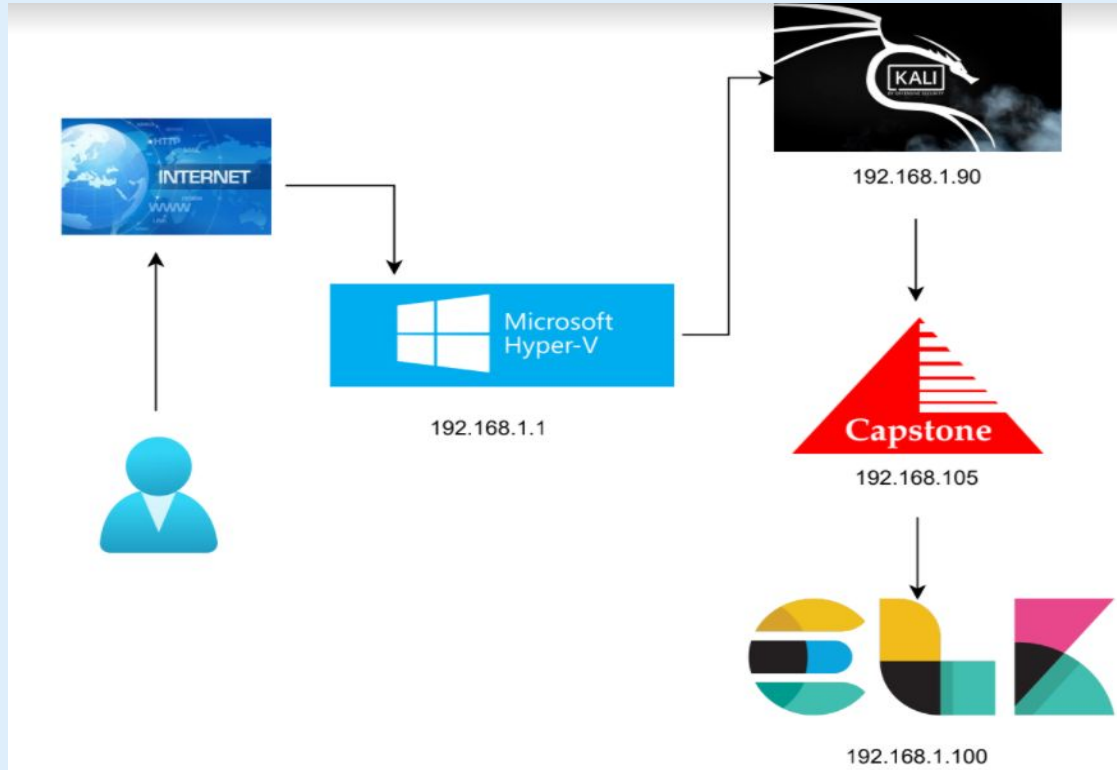 KALI
192.168.1.90
HTTP
INTERNET
WWW
Microsoft
Hyper-V
192.168.1.1
Capstone
192.168.105
192.168.1.100